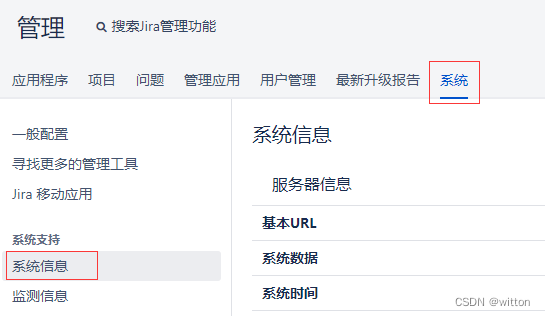 管理 搜索Jira管理功能
应用程序 项目 问题 管理应用 用户管理 最新升级报告 系统
一般配置
寻找更多的管理工具
Jira 移动应用
系统支持
系统信息
监测信息
系统信息
服务器信息
基本URL
系统数据
系统时间
CSDN @witton